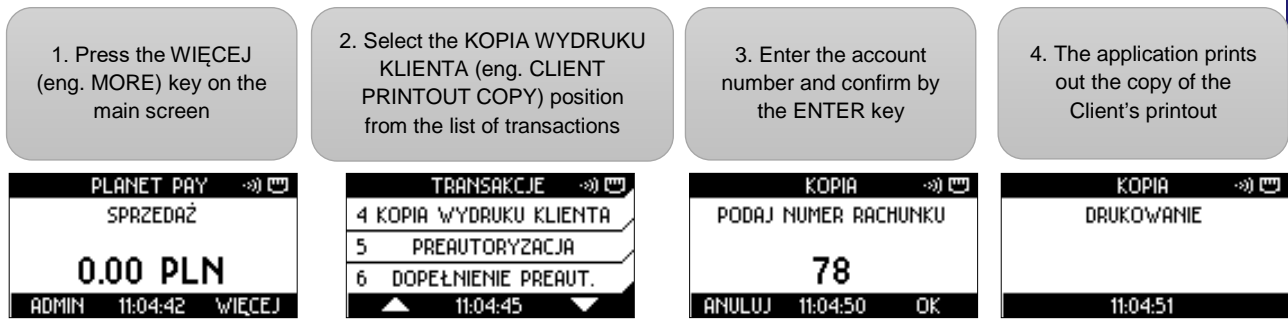 1. Press the WIĘCEJ
(eng. MORE) key on the
main screen
2. Select the KOPIA WYDRUKU
KLIENTA (eng. CLIENT
PRINTOUT COPY) position
from the list of transactions
3. Enter the account
number and confirm by
the ENTER key
4. The application prints
out the copy of the
Client's printout
PLANET PAY
SPRZEDAŻ
0.00 PLN
ADMIN 11:04:42 WIĘCEJ
TRANSAKCJE
4 KOPIA WYDRUKU KLIENTA
5 PREAUTORYZACJA
6 DOPEŁNIENIE PREAUT.
11:04:45
KOPIA
PODAJ NUMER RACHUNKU
78
ANULUJ 11:04:50 OK
KOPIA
DRUKOWANIE
11:04:51